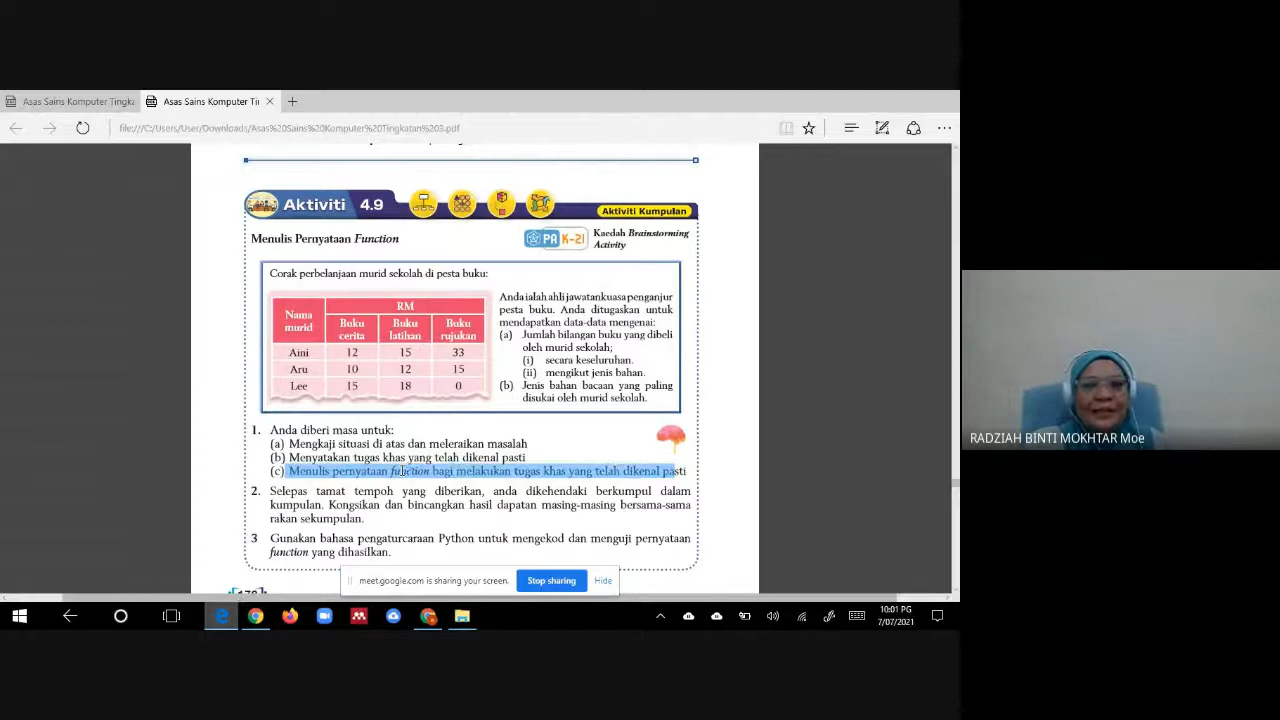 Asas Sains Komputer Tingka
Asas Sains Komputer Ti
file:///C:/Users/User/Downloads/Asas%20Sains%20Komputer%20Tingkatan%203.pdf
Aktiviti 4.9
Aktiviti Kumpulan
Menulis Pernyataan Function
PA K-21
Kaedah Brainstorming
Activity
Corak perbelanjaan murid sekolah di pesta buku:
Nama murid
RM
Buku cerita Buku latihan Buku rujukan
Aini 12 15 33
Aru 10 12 15
Lee 15 18 0
Anda ialah ahli jawatankuasa penganjur
pesta buku. Anda ditugaskan untuk
mendapatkan data-data mengenai:
(a) Jumlah bilangan buku yang dibeli
oleh murid sekolah;
(i) secara keseluruhan.
(ii) mengikut jenis bahan.
(b) Jenis bahan bacaan yang paling
disukai oleh murid sekolah.
1. Anda diberi masa untuk:
(a) Mengkaji situasi di atas dan meleraikan masalah
(b) Menyatakan tugas khas yang telah dikenal pasti
(c) Menulis pernyataan function bagi melakukan tugas khas yang telah dikenal pasti
2. Selepas tamat tempoh yang diberikan, anda dikehendaki berkumpul dalam
kumpulan. Kongsikan dan bincangkan hasil dapatan masing-masing bersama-sama
rakan sekumpulan.
3 Gunakan bahasa pengaturcaraan Python untuk mengekod dan menguji pernyataan
function yang dihasilkan.
meet.google.com is sharing your screen.
Stop sharing
Hide
10:01 PG
7/07/2021
RADZIAH BINTI MOKHTAR Moe